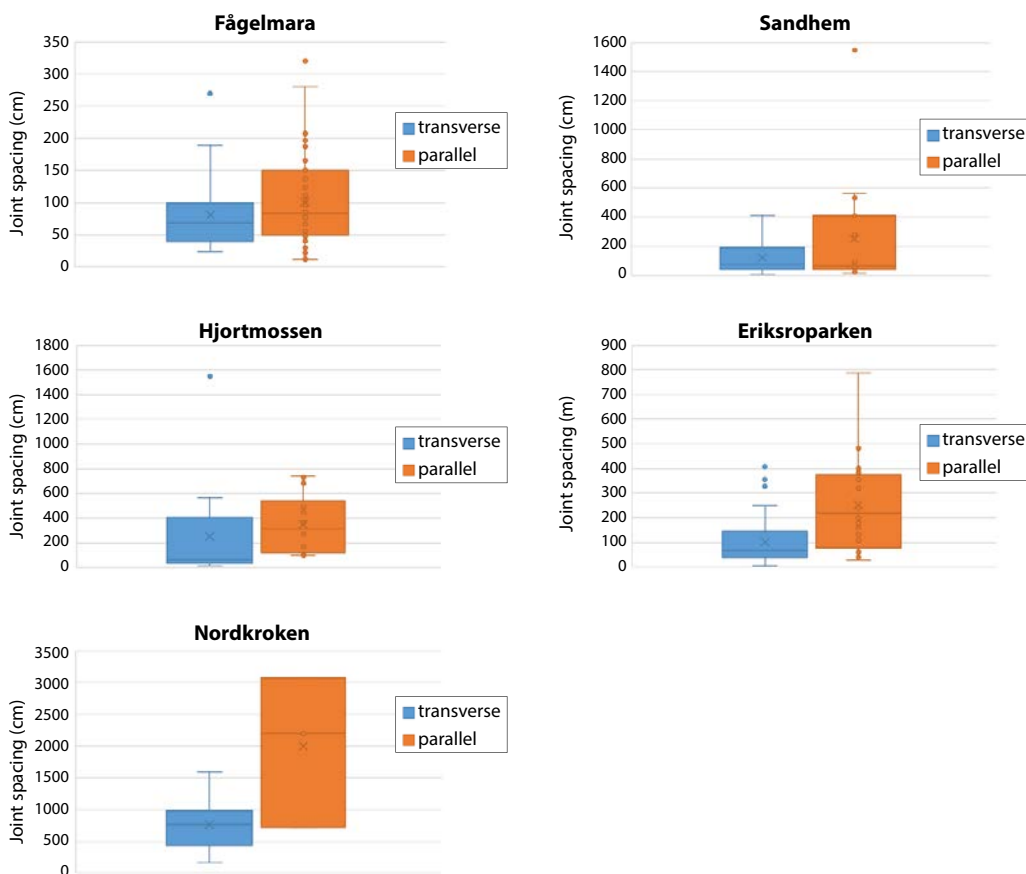 Fågelmara
Joint spacing (cm)
350
300
250
200
150
100
50
0
transverse
parallel
Sandhem
Joint spacing (cm)
1600
1400
1200
1000
800
600
400
200
0
transverse
parallel
Hjortmossen
Joint spacing (cm)
1800
1600
1400
1200
1000
800
600
400
200
0
transverse
parallel
Eriksroparken
Joint spacing (m)
900
800
700
600
500
400
300
200
100
0
transverse
parallel
Nordkroken
Joint spacing (cm)
3500
3000
2500
2000
1500
1000
500
0
transverse
parallel